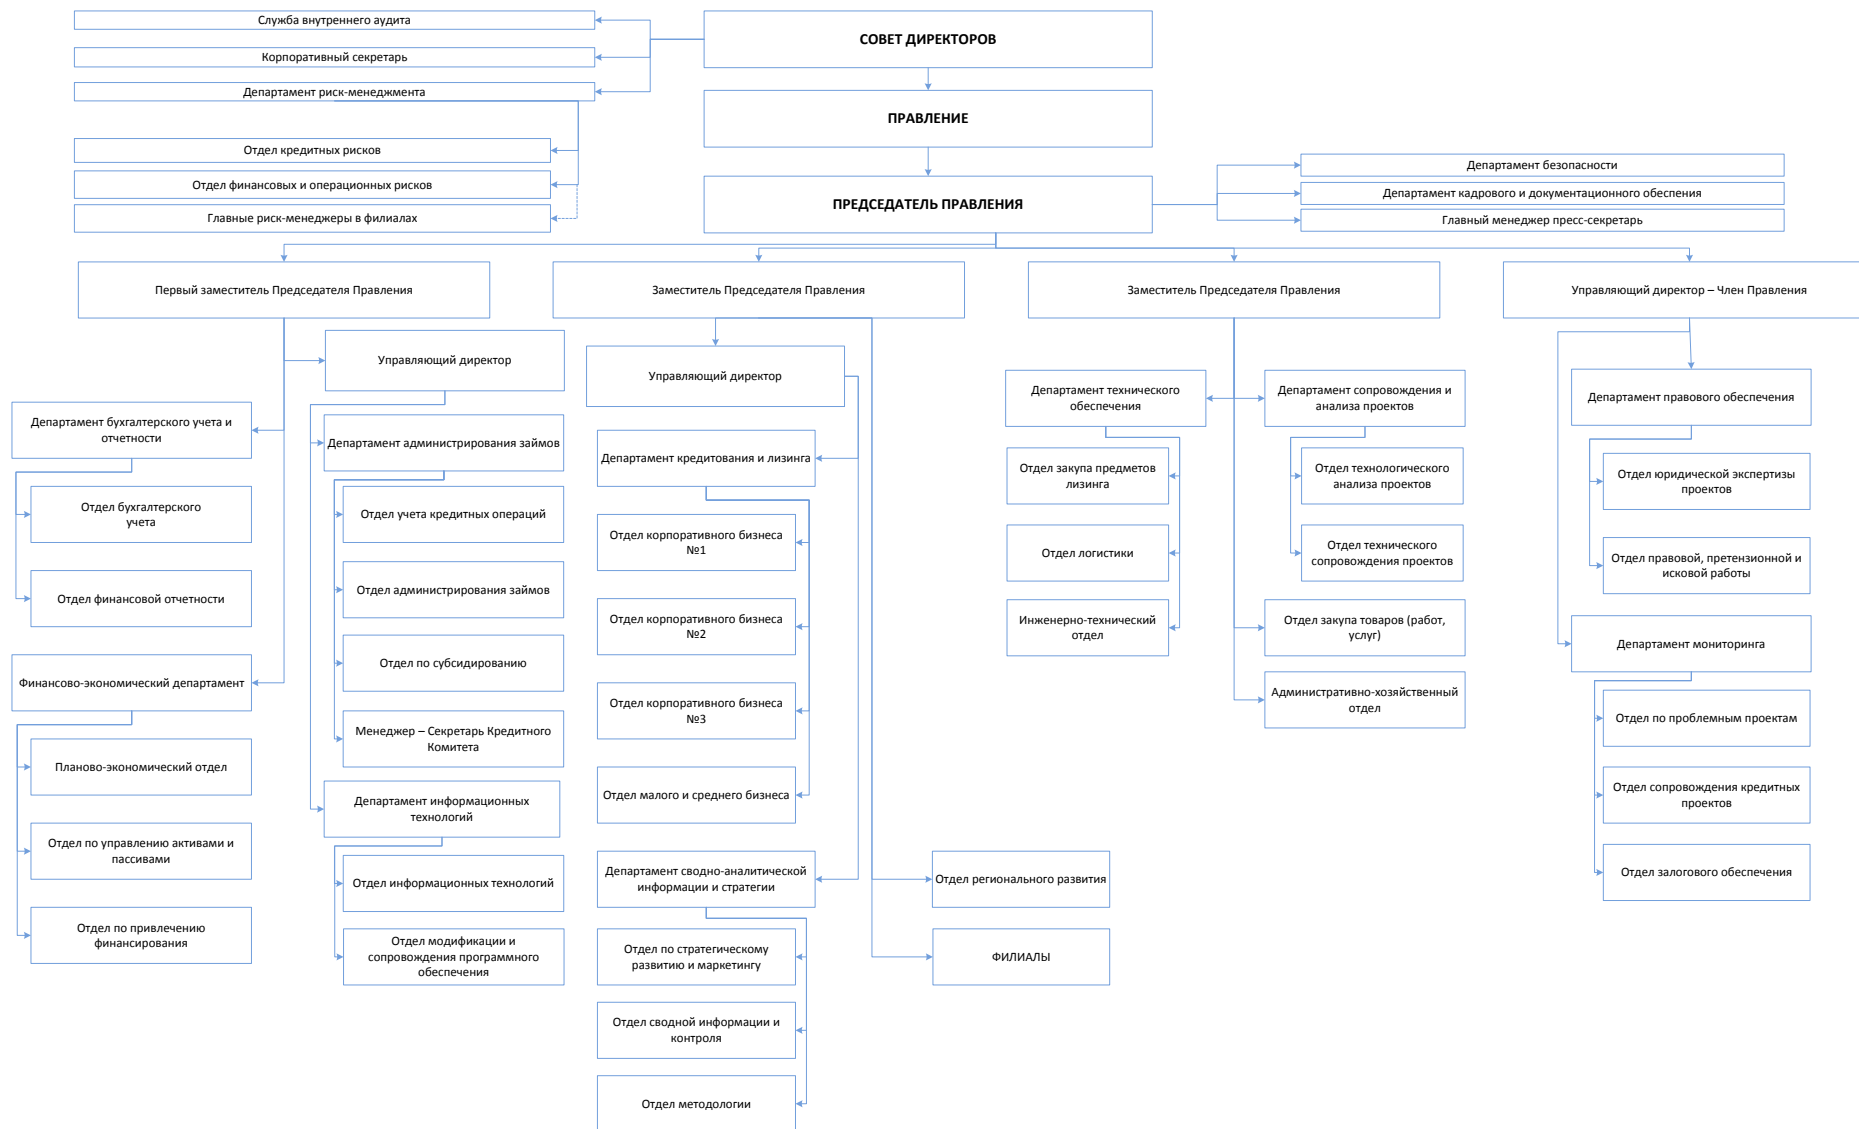 Служба внутреннего аудита
СОВЕТ ДИРЕКТОРОВ
Корпоративный секретарь
Департамент риск-менеджмента
ПРАВЛЕНИЕ
Отдел кредитных рисков
Отдел финансовых и операционных рисков
Главные риск-менеджеры в филиалах
ПРЕДСЕДАТЕЛЬ ПРАВЛЕНИЯ
Департамент безопасности
Департамент кадрового и документационного обеспения
Главный менеджер пресс-секретарь
Первый заместитель Председателя Правления
Заместитель Председателя Правления
Заместитель Председателя Правления
Управляющий директор – Член Правления
Управляющий директор
Департамент бухгалтерского учета и
отчетности
Отдел бухгалтерского
учета
Отдел финансовой отчетности
Финансово-экономический департамент
Планово-экономический отдел
Отдел по управлению активами и
пассивами
Отдел по привлечению
финансирования
Департамент администрирования займов
Отдел учета кредитных операций
Отдел администрирования займов
Отдел по субсидированию
Менеджер – Секретарь Кредитного
Комитета
Департамент информационных
технологий
Отдел информационных технологий
Отдел модификации и
сопровождения программного
обеспечения
Управляющий директор
Департамент кредитования и лизинга
Отдел корпоративного бизнеса
№1
Отдел корпоративного бизнеса
№2
Отдел корпоративного бизнеса
№3
Отдел малого и среднего бизнеса
Департамент сводно-аналитической
информации и стратегии
Отдел по стратегическому
развитию и маркетингу
Отдел сводной информации и
контроля
Отдел методологии
Отдел регионального развития
ФИЛИАЛЫ
Департамент технического
обеспечения
Отдел закупа предметов
лизинга
Отдел логистики
Инженерно-технический
отдел
Департамент сопровождения и
анализа проектов
Отдел технологического
анализа проектов
Отдел технического
сопровождения проектов
Отдел закупа товаров (работ,
услуг)
Административно-хозяйственный
отдел
Департамент правового обеспечения
Отдел юридической экспертизы
проектов
Отдел правовой, претензионной и
исковой работы
Департамент мониторинга
Отдел по проблемным проектам
Отдел сопровождения кредитных
проектов
Отдел залогового обеспечения